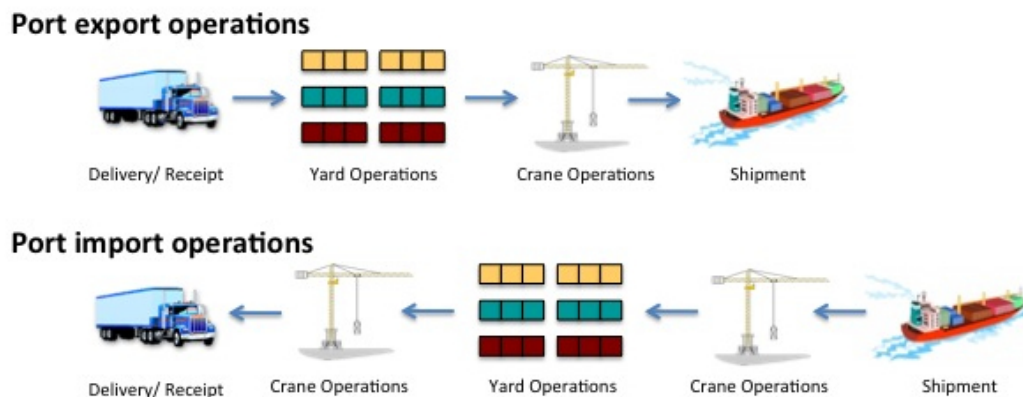 Port export operations
Delivery/ Receipt Yard Operations Crane Operations Shipment
Port import operations
Delivery/ Receipt Crane Operations Yard Operations Crane Operations Shipment